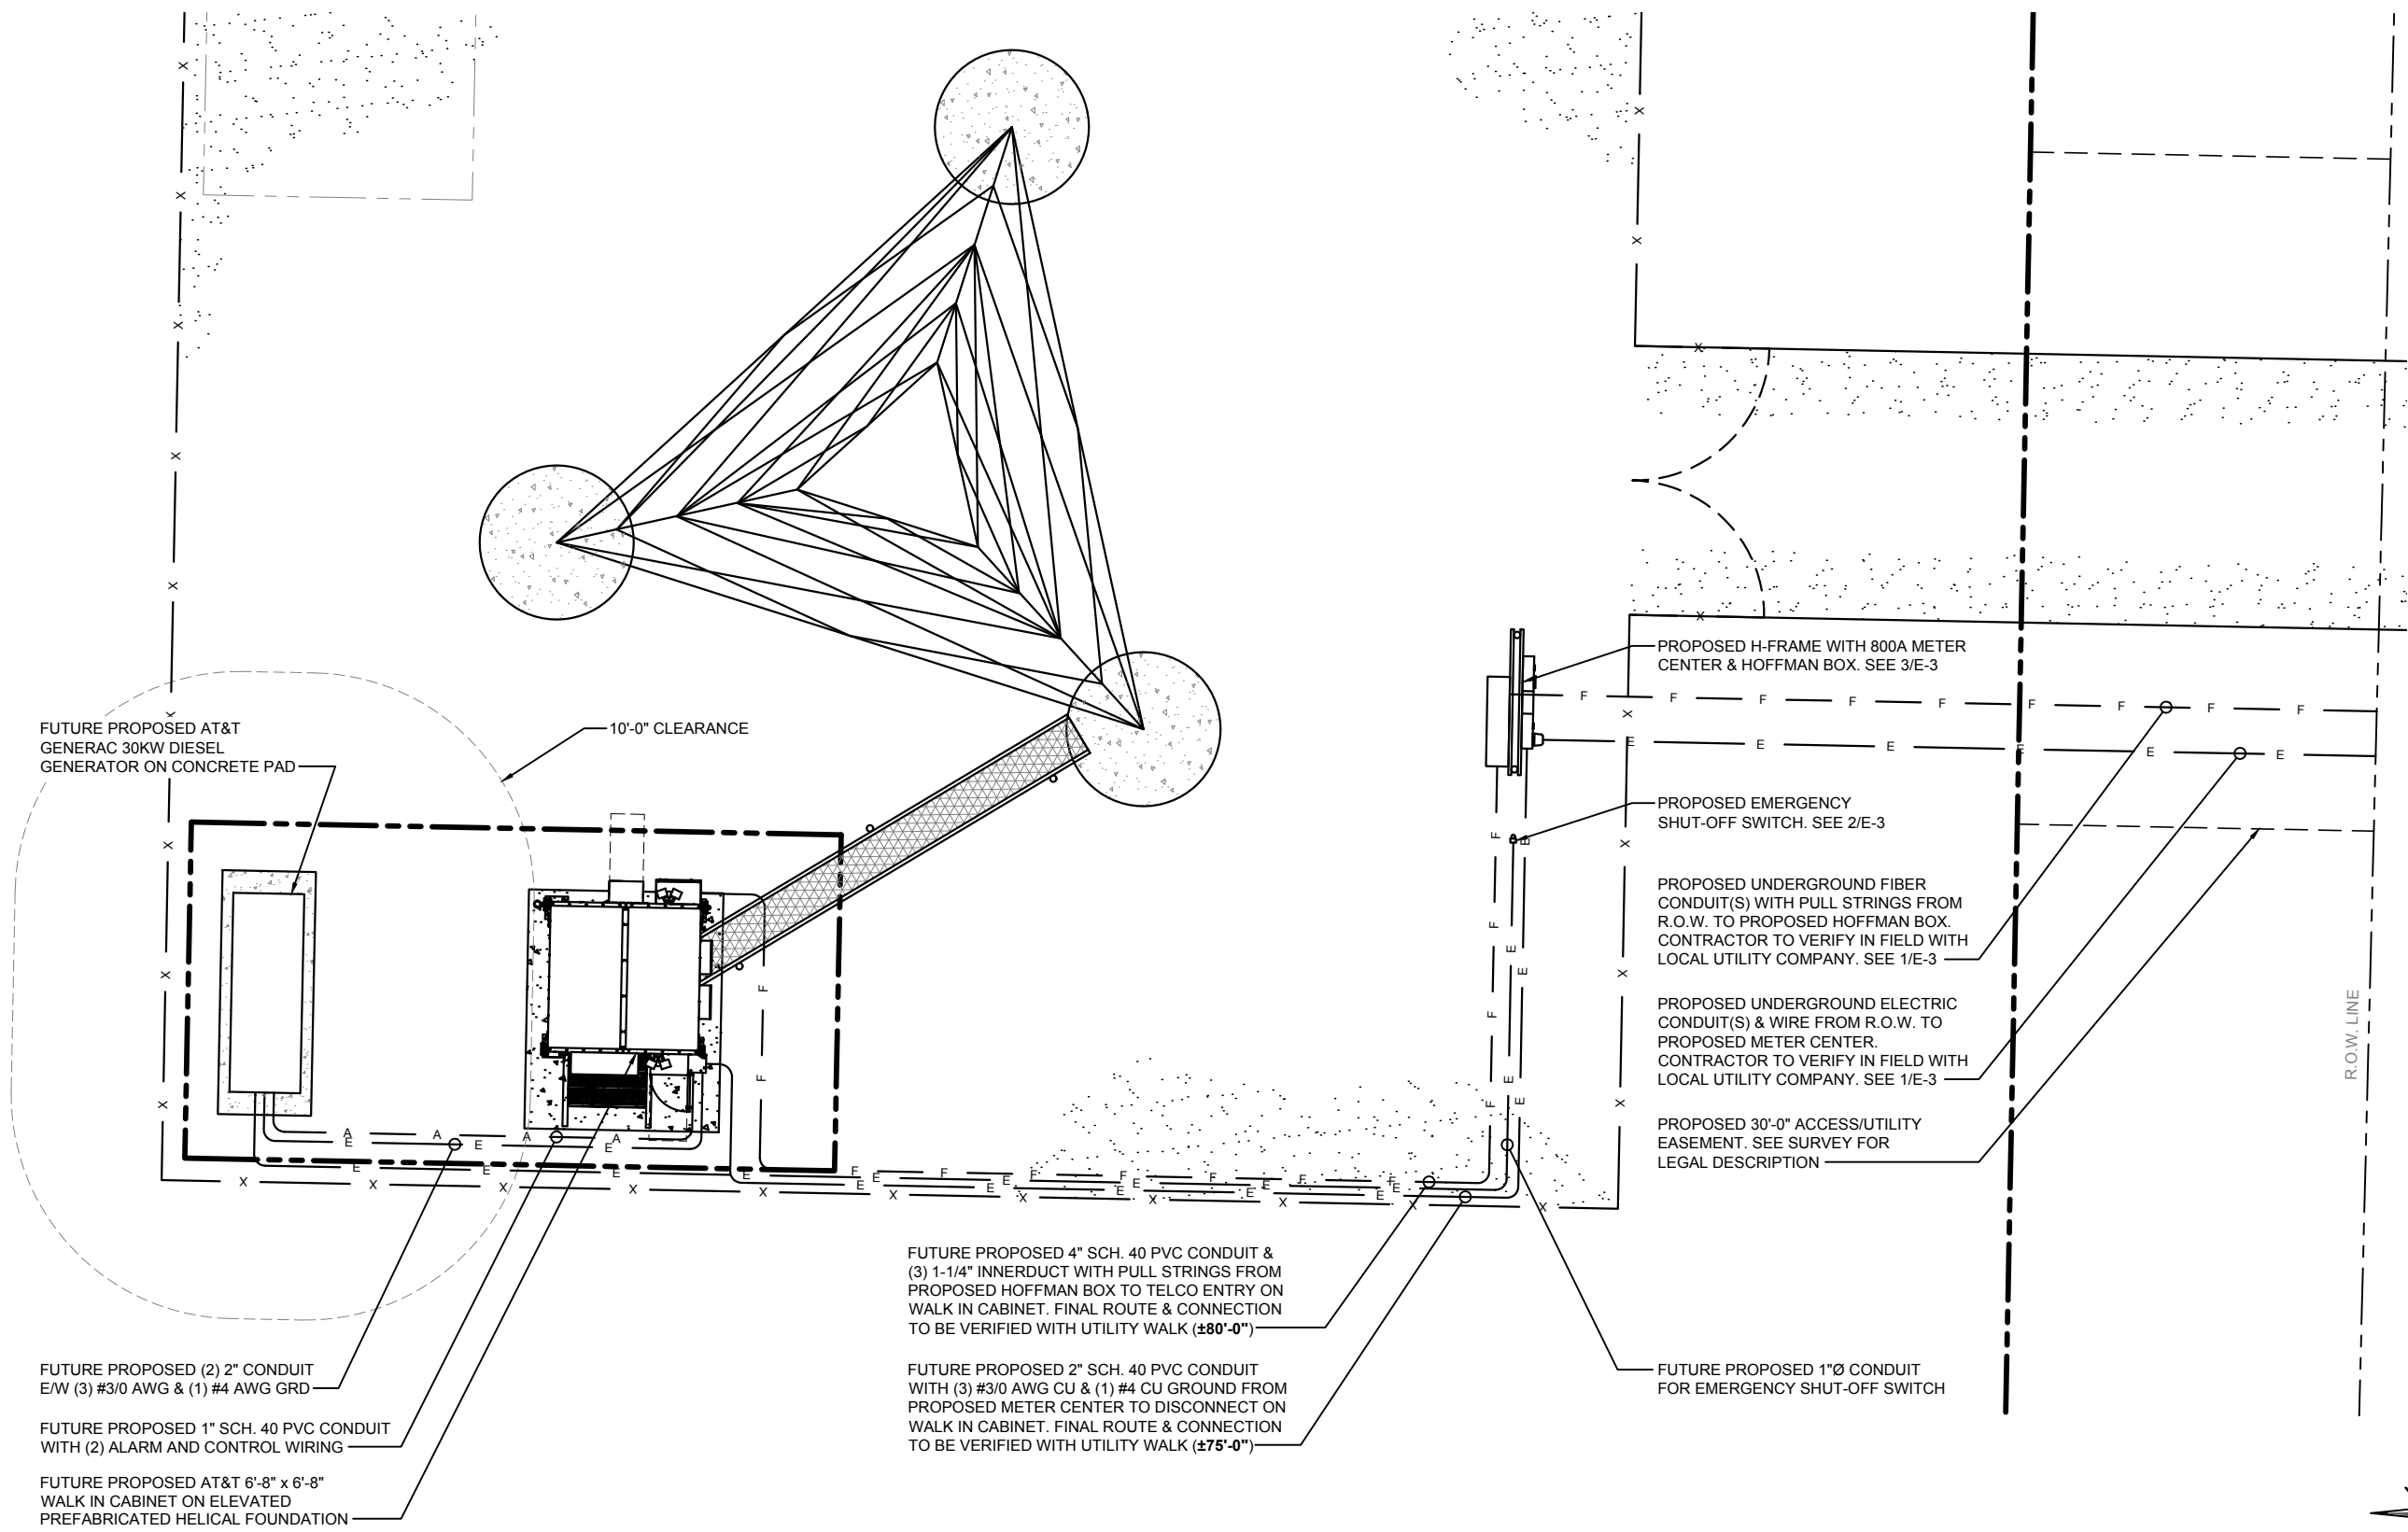 FUTURE PROPOSED AT&T
GENERAC 30KW DIESEL
GENERATOR ON CONCRETE PAD
10'-0" CLEARANCE
PROPOSED H-FRAME WITH 800A METER
CENTER & HOFFMAN BOX. SEE 3/E-3
PROPOSED EMERGENCY
SHUT-OFF SWITCH. SEE 2/E-3
PROPOSED UNDERGROUND FIBER
CONDUIT(S) WITH PULL STRINGS FROM
R.O.W. TO PROPOSED HOFFMAN BOX.
CONTRACTOR TO VERIFY IN FIELD WITH
LOCAL UTILITY COMPANY. SEE 1/E-3
PROPOSED UNDERGROUND ELECTRIC
CONDUIT(S) & WIRE FROM R.O.W. TO
PROPOSED METER CENTER.
CONTRACTOR TO VERIFY IN FIELD WITH
LOCAL UTILITY COMPANY. SEE 1/E-3
PROPOSED 30'-0" ACCESS/UTILITY
EASEMENT. SEE SURVEY FOR
LEGAL DESCRIPTION
R.O.W. LINE
FUTURE PROPOSED 4" SCH. 40 PVC CONDUIT &
(3) 1-1/4" INNERDUCT WITH PULL STRINGS FROM
PROPOSED HOFFMAN BOX TO TELCO ENTRY ON
WALK IN CABINET. FINAL ROUTE & CONNECTION
TO BE VERIFIED WITH UTILITY WALK (±80'-0")
FUTURE PROPOSED 2" SCH. 40 PVC CONDUIT
WITH (3) #3/0 AWG CU & (1) #4 CU GROUND FROM
PROPOSED METER CENTER TO DISCONNECT ON
WALK IN CABINET. FINAL ROUTE & CONNECTION
TO BE VERIFIED WITH UTILITY WALK (±75'-0")
FUTURE PROPOSED 1"Ø CONDUIT
FOR EMERGENCY SHUT-OFF SWITCH
FUTURE PROPOSED (2) 2" CONDUIT
E/W (3) #3/0 AWG & (1) #4 AWG GRD
FUTURE PROPOSED 1" SCH. 40 PVC CONDUIT
WITH (2) ALARM AND CONTROL WIRING
FUTURE PROPOSED AT&T 6'-8" x 6'-8"
WALK IN CABINET ON ELEVATED
PREFABRICATED HELICAL FOUNDATION